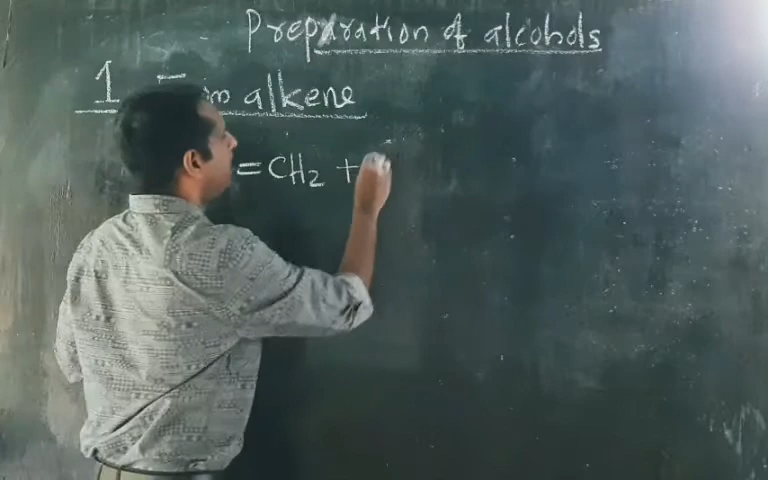 Preparation of alcohols
1 alkene
=CH₂ +